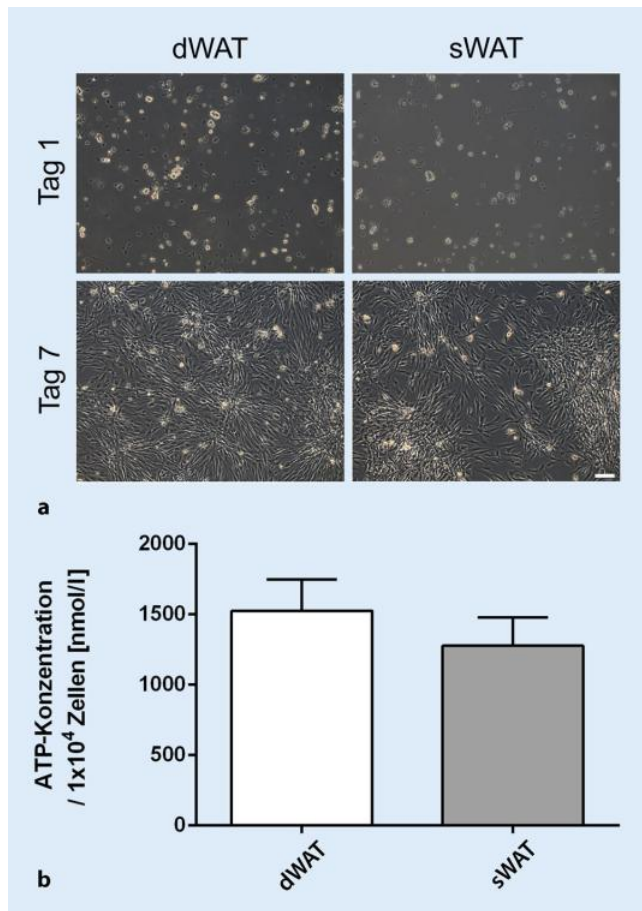 dWAT sWAT
Tag 1
Tag 7
a
2000
1500
1000
500
0
ATP-Konzentration
/ 1x10⁴ Zellen [nmol/l]
dWAT sWAT
b